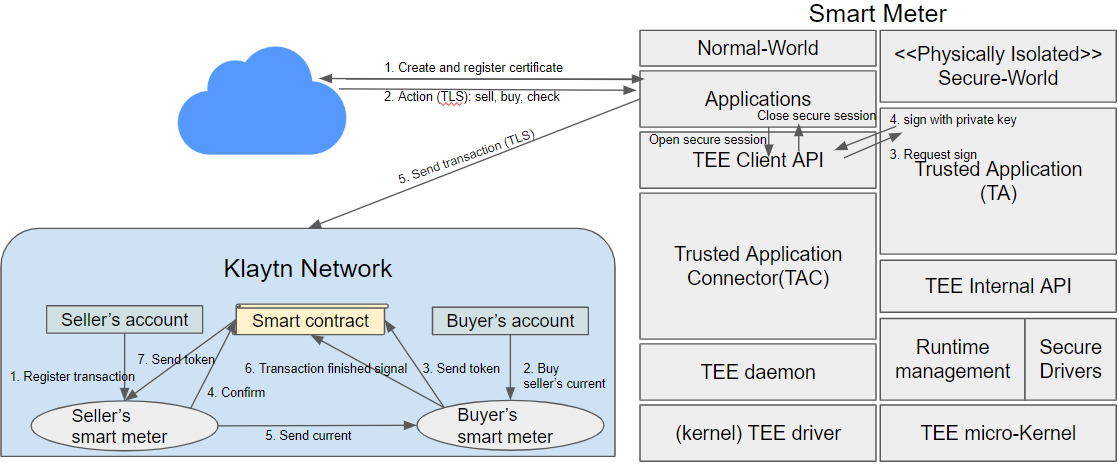 Smart Meter
Normal-World
<<Physically Isolated>>
Secure-World
1. Create and register certificate
2. Action (TLS): sell, buy, check
Applications
Close secure session
Open secure session
TEE Client API
4. sign with private key
3. Request sign
Trusted Application
(TA)
5. Send transaction (TLS)
Trusted Application
Connector(TAC)
TEE Internal API
Runtime
management
Secure
Drivers
TEE daemon
(kernel) TEE driver
TEE micro-Kernel
Klaytn Network
Seller's account
Smart contract
Buyer's account
7. Send token
6. Transaction finished signal
3. Send token
2. Buy
seller's current
1. Register transaction
4. Confirm
Seller's
smart meter
5. Send current
Buyer's
smart meter